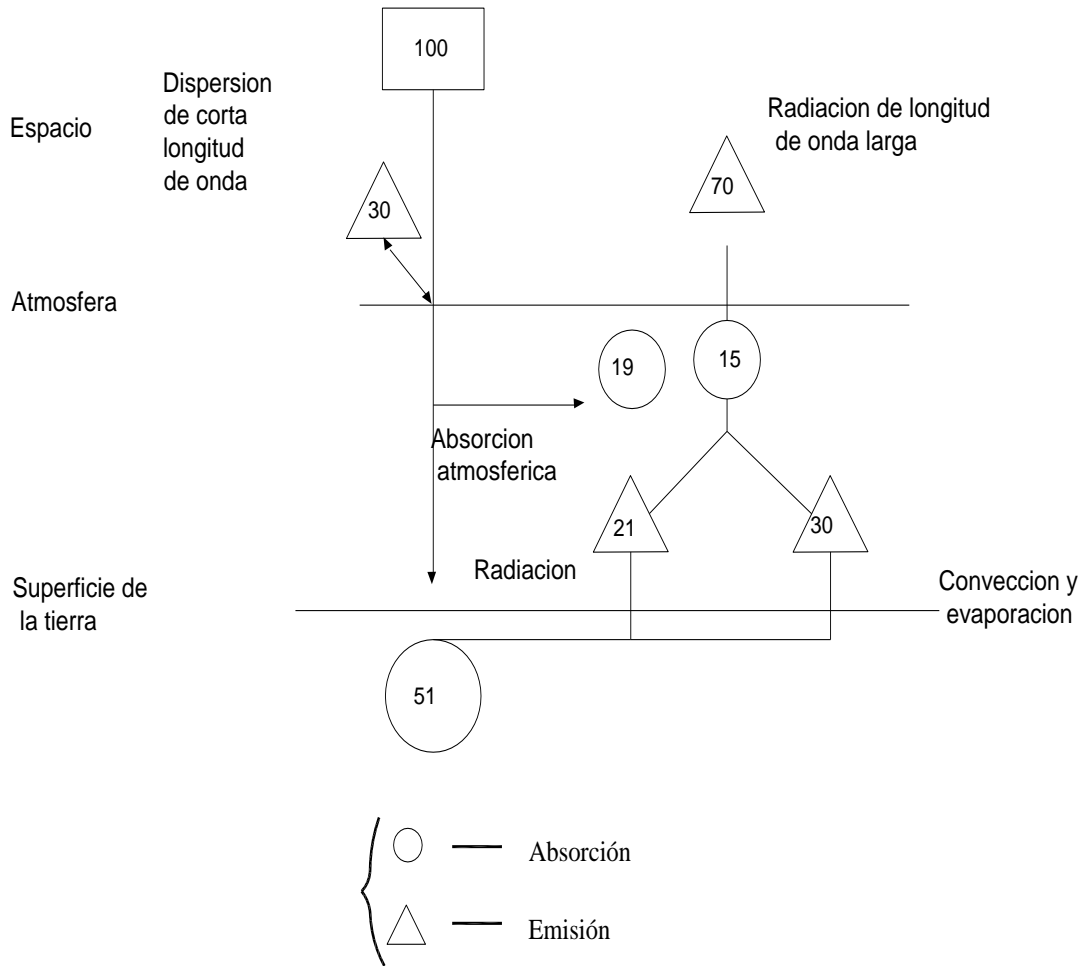 100
Dispersion
de corta
longitud
de onda
Espacio
Radiacion de longitud
de onda larga
30
70
Atmosfera
19
15
Absorcion
atmosferica
21
30
Radiacion
Superficie de
la tierra
Conveccion y
evaporacion
51
Absorción
Emisión